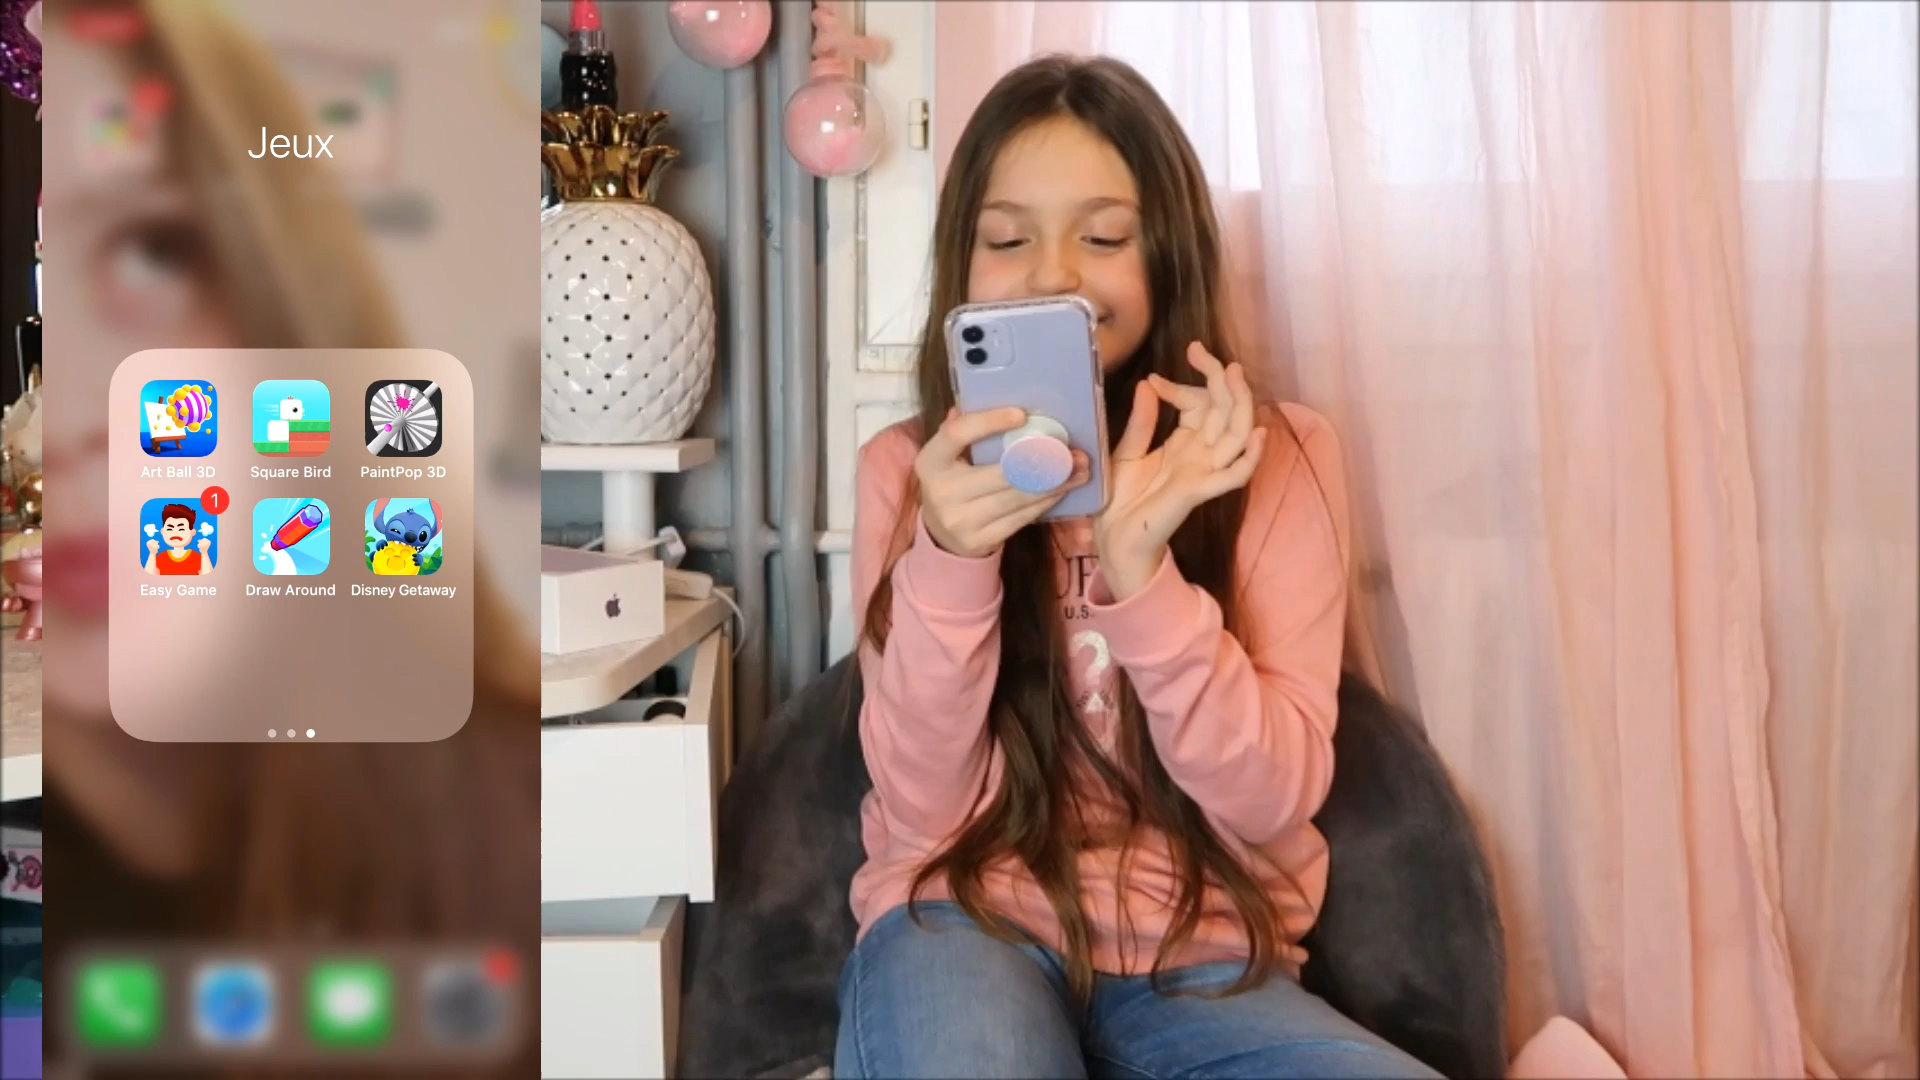 Jeux
Art Ball 3D
Square Bird
PaintPop 3D
1
Easy Game
Draw Around
Disney Getaway
U.S.